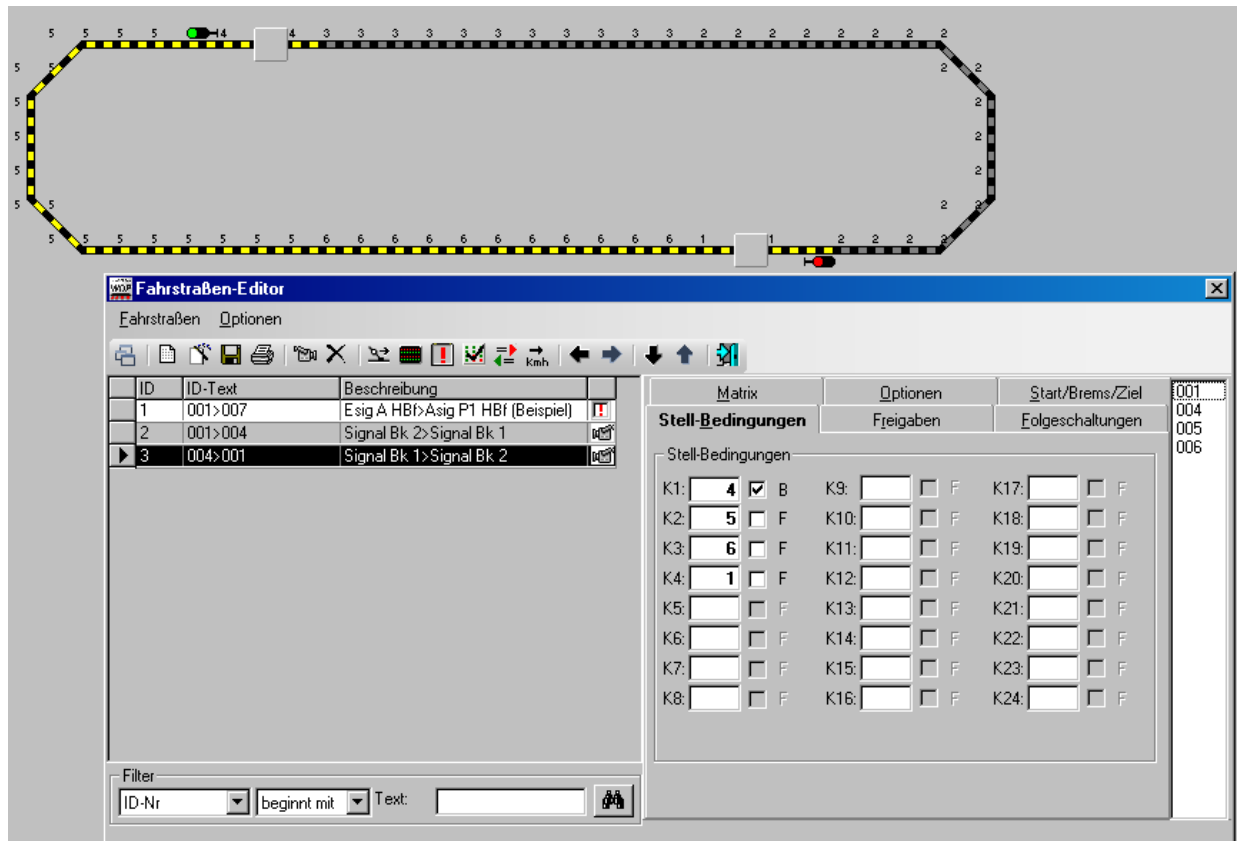 5 5 5 5 4 4 3 3 3 3 3 3 3 3 3 3 3 2 2 2 2 2 2 2 2
5 5 2 2
5 2
5 2
5 2
5 5 2 2
5 5 5 5 5 5 5 5 6 6 6 6 6 6 6 6 6 1 1 2 2 2 2
WDP Fahrstraßen-Editor
Fahrstraßen Optionen
Kmh
ID ID-Text Beschreibung
1 001>007 Esig A HBf>Asig P1 HBf (Beispiel)
2 001>004 Signal Bk 2>Signal Bk 1
3 004>001 Signal Bk 1>Signal Bk 2
Filter
ID-Nr beginnt mit Text:
Matrix Optionen Start/Brems/Ziel
Stell-Bedingungen Freigaben Folgeschaltungen
Stell-Bedingungen
K1: 4 B K9: F K17: F
K2: 5 F K10: F K18: F
K3: 6 F K11: F K19: F
K4: 1 F K12: F K20: F
K5: F K13: F K21: F
K6: F K14: F K22: F
K7: F K15: F K23: F
K8: F K16: F K24: F
001
004
005
006